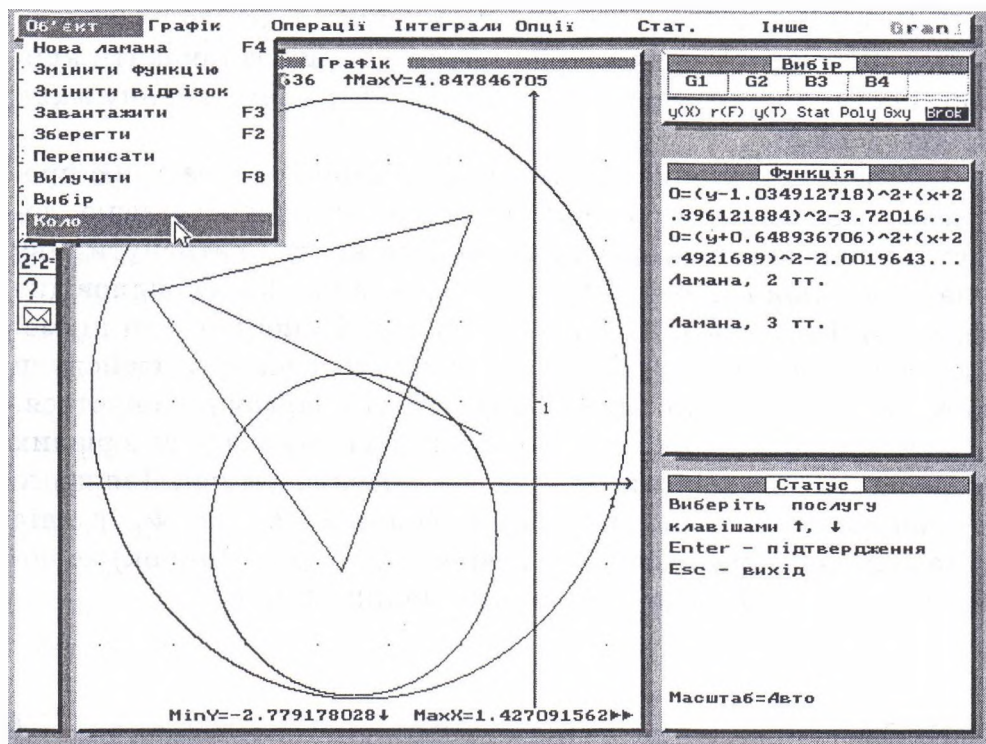 Об'єкт Графік Операції Інтеграли Опції Стат. Інше Gran1
Нова ламана F4
Змінити функцію
Змінити відрізок
Завантажити F3
Зберегти F2
Переписати
Вилучити F8
Вибір
Коло
2+2=
?
Графік
636 ↑MaxY=4.847846705
1
MinY=-2.779178028↓ MaxX=1.427091562▶▶
Вибір
G1 G2 B3 B4
y(X) r(F) y(T) Stat Poly Gxy Brok
Функція
0=(y-1.034912718)^2+(x+2
.396121884)^2-3.72016...
0=(y+0.648936706)^2+(x+2
.4921689)^2-2.0019643...
Ламана, 2 тт.
Ламана, 3 тт.
Статус
Виберіть послугу
клавішами ↑, ↓
Enter - підтвердження
Esc - вихід
Масштаб=Авто